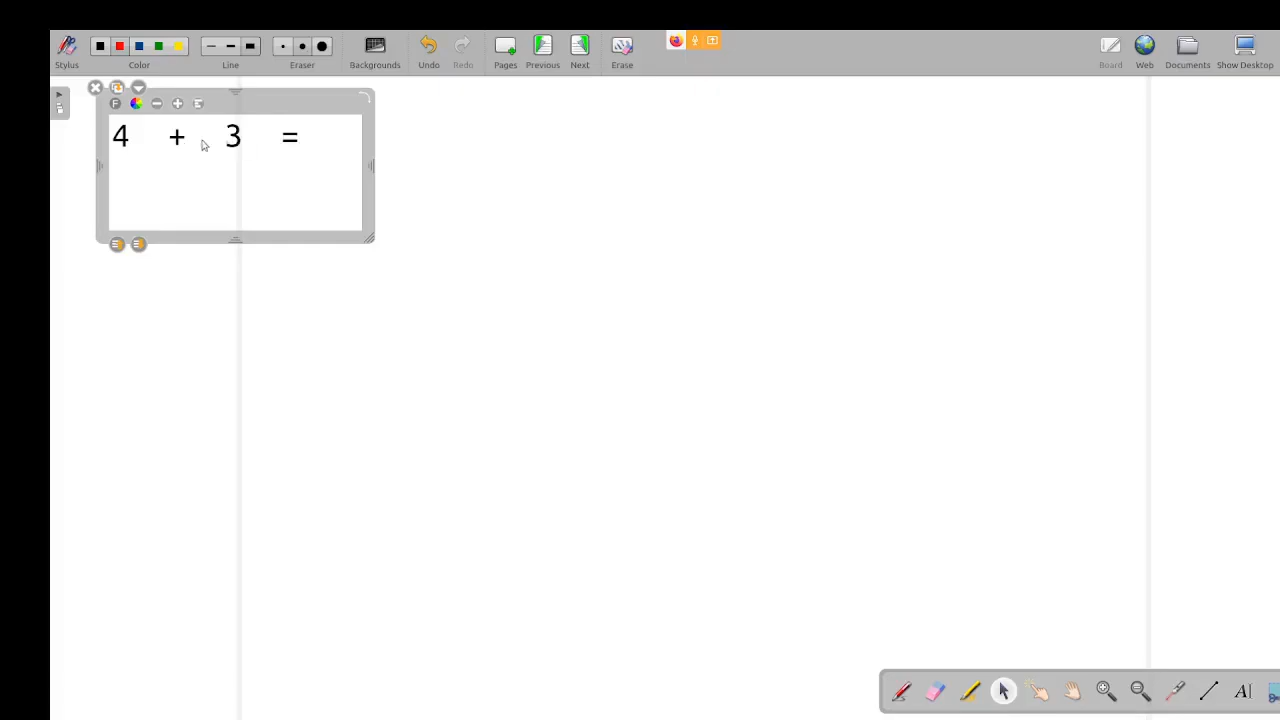 Stylus Color Line Eraser Backgrounds Undo Redo Pages Previous Next Erase Board Web Documents Show Desktop
F
4 + 3 =
A